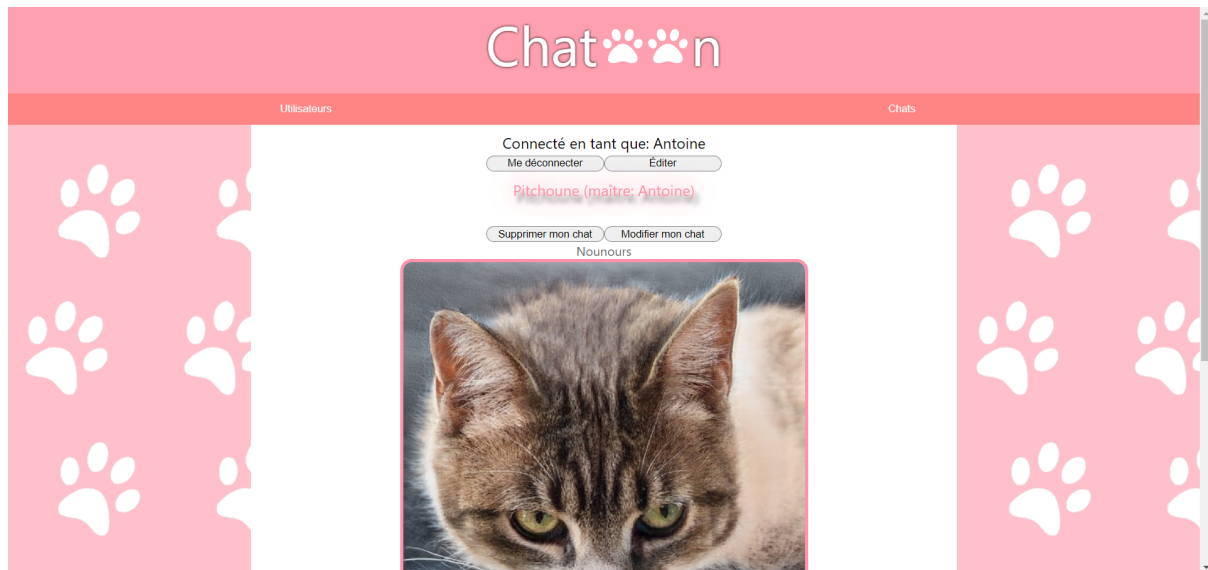 Chat🐾🐾n
Utilisateurs Chats
Connecté en tant que: Antoine
Me déconnecter Éditer
Pitchoune (maître: Antoine)
Supprimer mon chat Modifier mon chat
Nounours